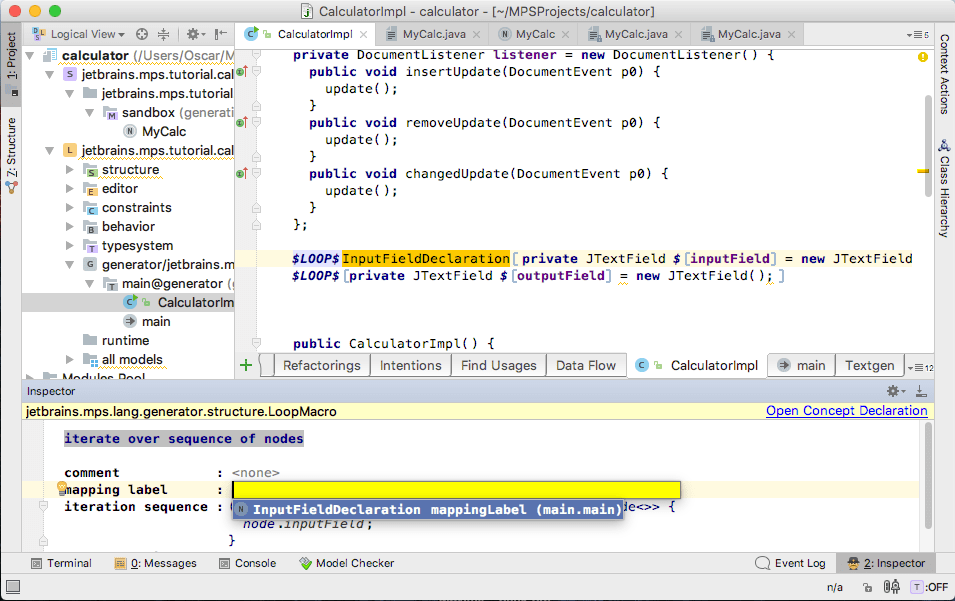 CalculatorImpl - calculator - [~/MPSProjects/calculator]
Logical View
CalculatorImpl
MyCalc.java
MyCalc
MyCalc.java
MyCalc.java
5
1: Project
Z: Structure
calculator (/Users/Oscar/M
jetbrains.mps.tutorial.cal
jetbrains.mps.tutorial
sandbox (generati
MyCalc
jetbrains.mps.tutorial.cal
structure
editor
constraints
behavior
typesystem
generator/jetbrains.m
main@generator (
CalculatorIm
main
runtime
all models
Modules Pool
private DocumentListener listener = new DocumentListener() {
public void insertUpdate(DocumentEvent p0) {
update();
}
public void removeUpdate(DocumentEvent p0) {
update();
}
public void changedUpdate(DocumentEvent p0) {
update();
}
};
$LOOP$InputFieldDeclaration[private JTextField $[inputField] = new JTextField
$LOOP$[private JTextField $[outputField] = new JTextField();]
public CalculatorImpl() {
Context Actions
Class Hierarchy
Refactorings
Intentions
Find Usages
Data Flow
CalculatorImpl
main
Textgen
12
Inspector
jetbrains.mps.lang.generator.structure.LoopMacro
Open Concept Declaration
iterate over sequence of nodes
comment : <none>
mapping label :
iteration sequence : de<>> {
InputFieldDeclaration mappingLabel (main.main)
node.inputField;
}
Terminal
0: Messages
Console
Model Checker
Event Log
2: Inspector
n/a
T :OFF